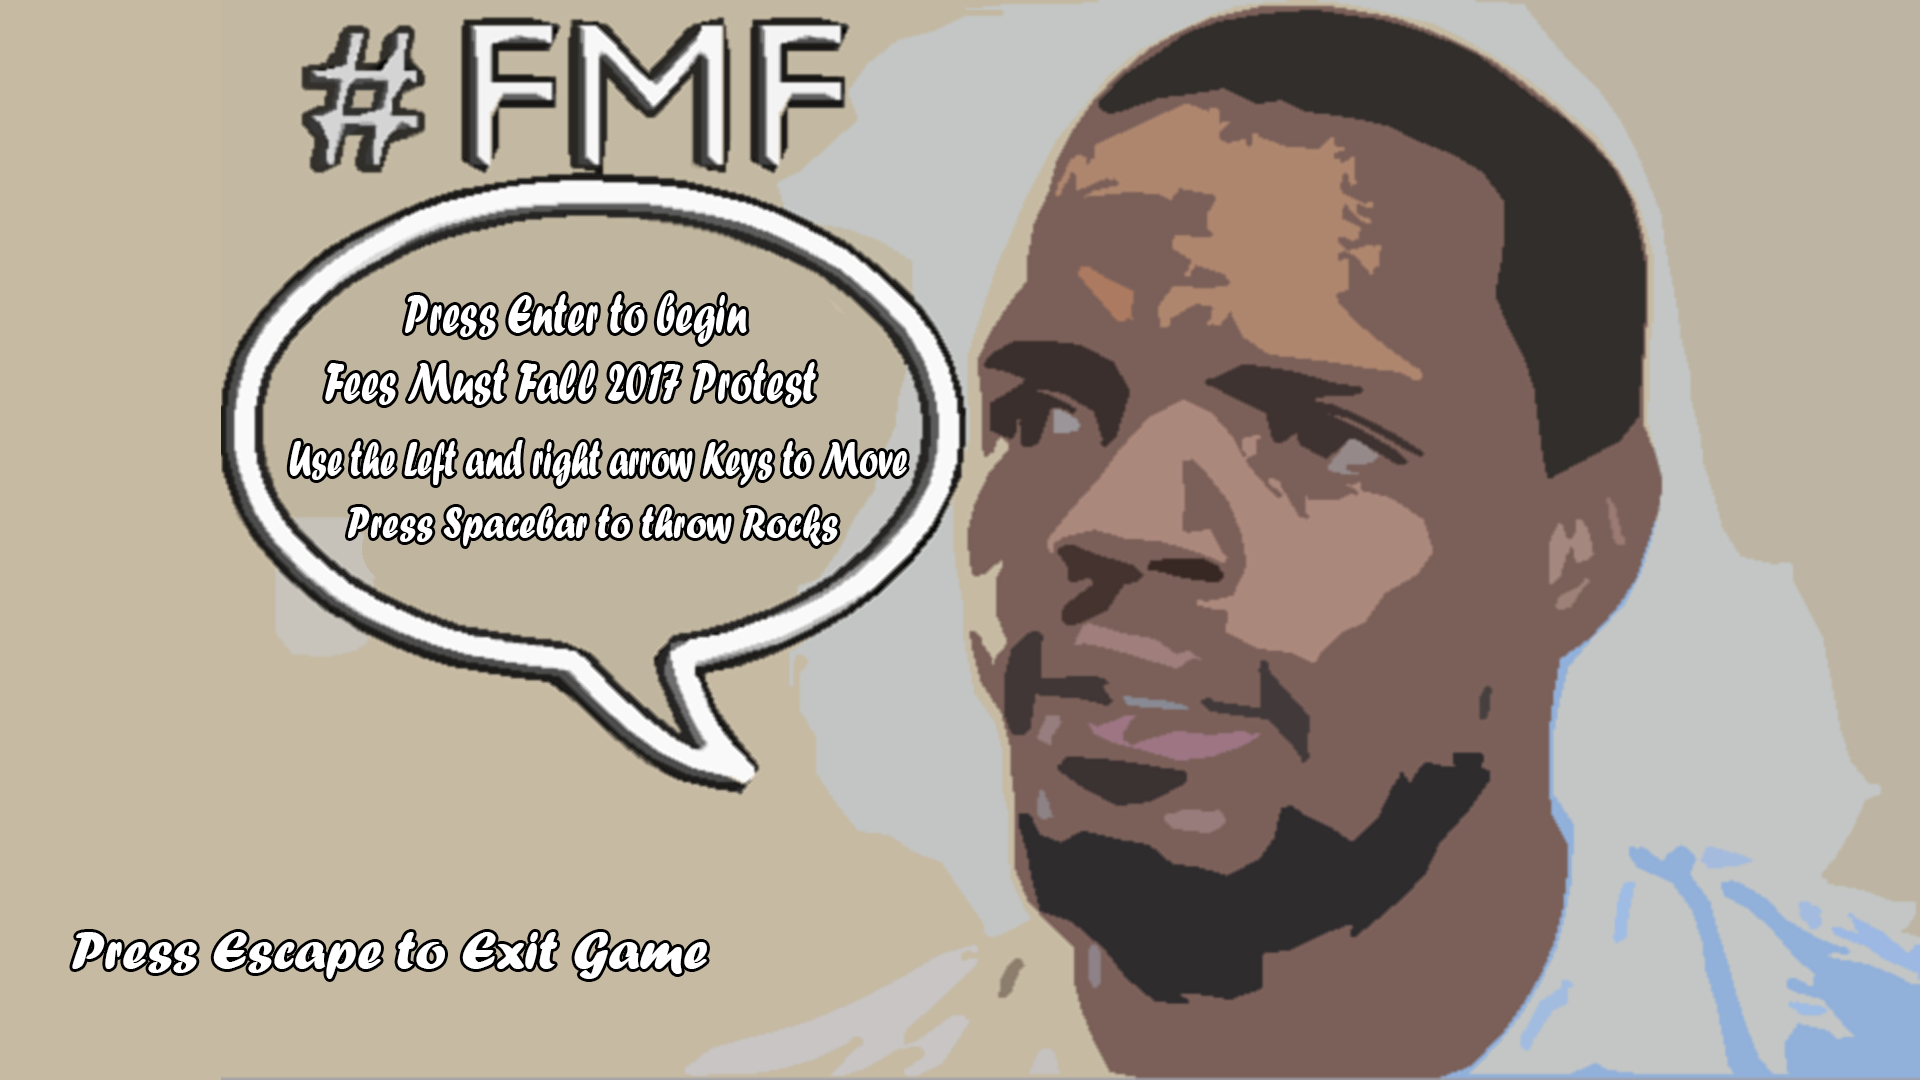 #FMF
Press Enter to begin
Fees Must Fall 2017 Protest
Use the Left and right arrow Keys to Move
Press Spacebar to throw Rocks
Press Escape to Exit Game